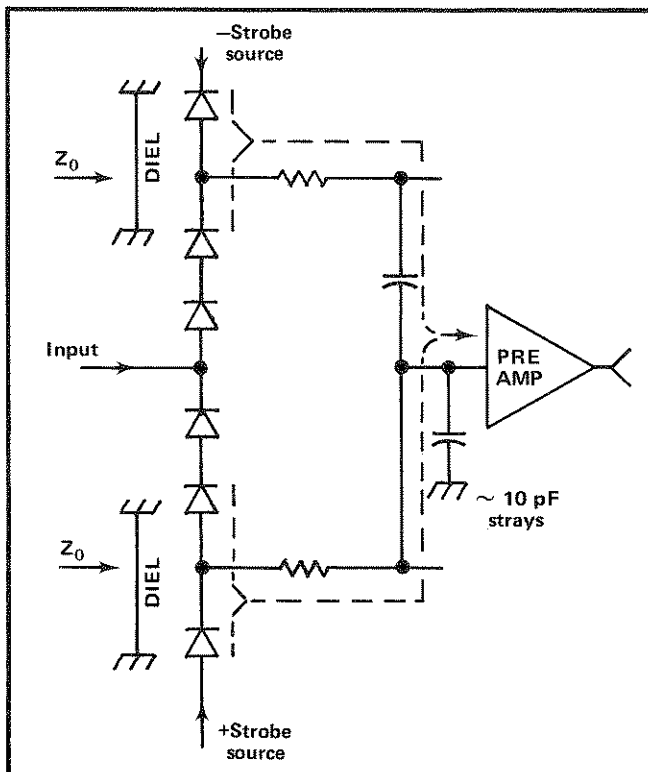 –Strobe
source
Z0
DIEL
Input
PRE
AMP
~ 10 pF
strays
Z0
DIEL
+Strobe
source